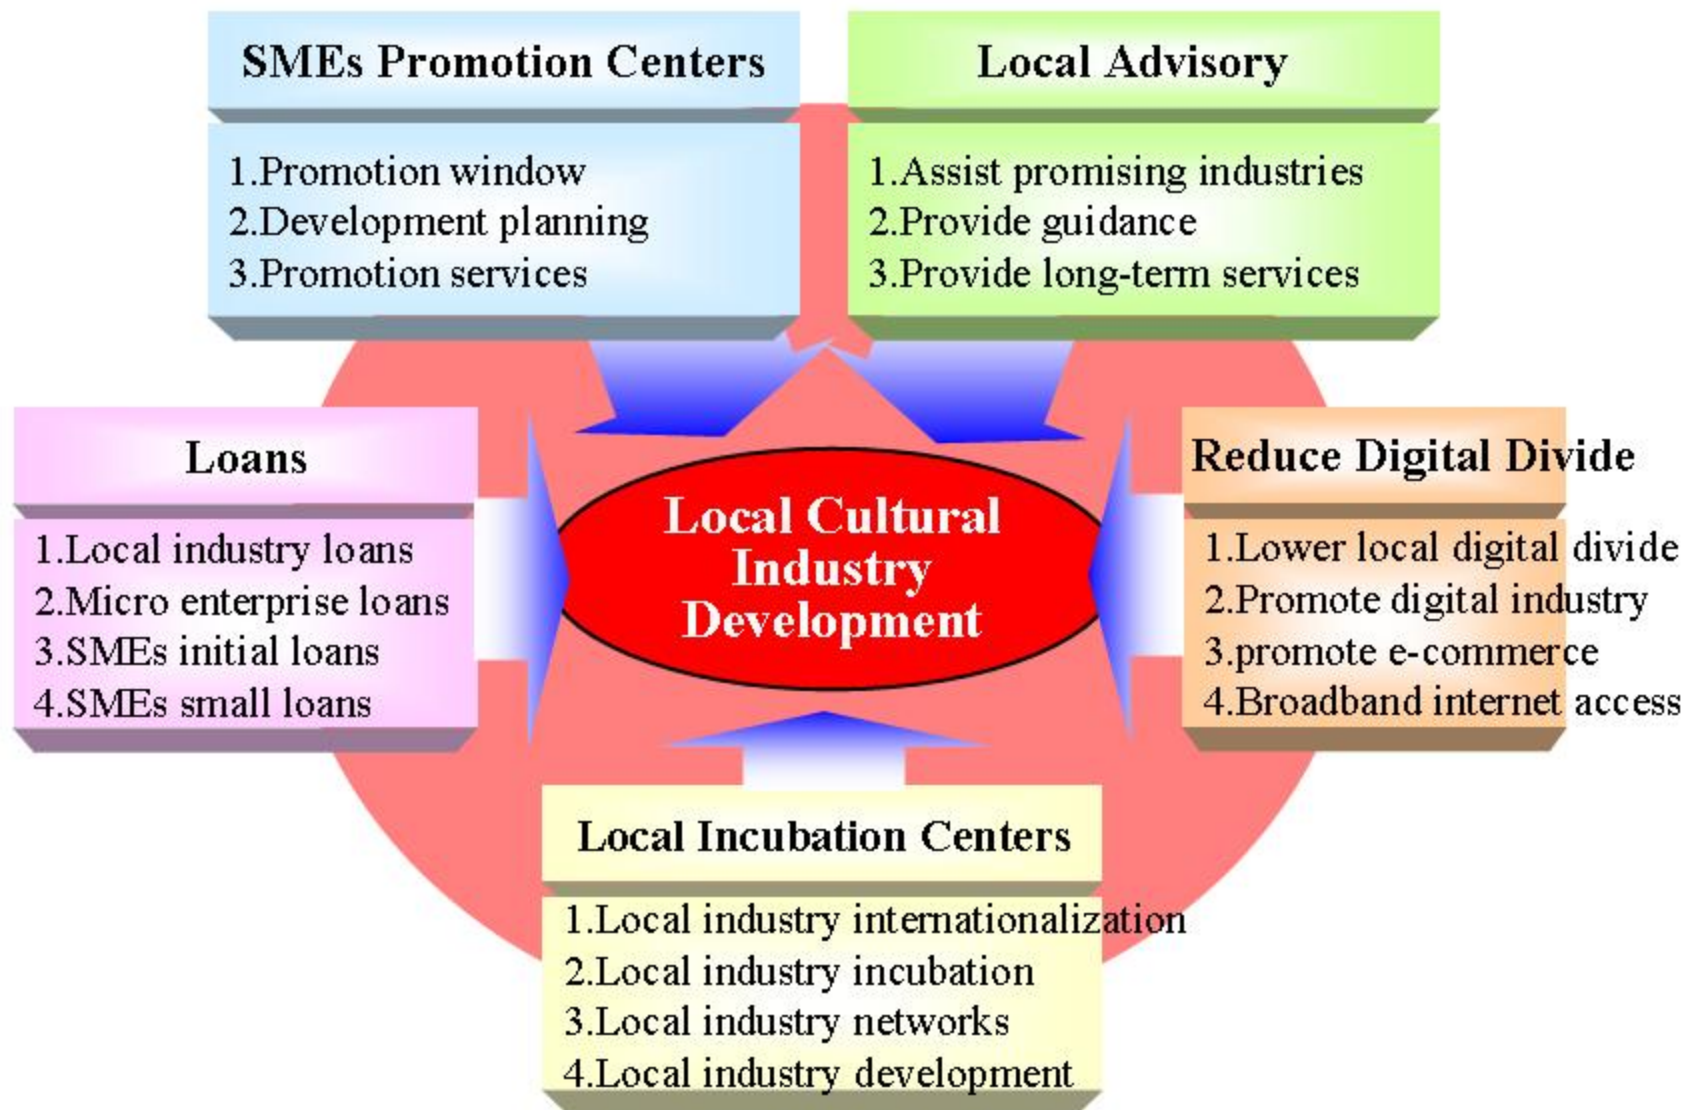 SMEs Promotion Centers
1.Promotion window
2.Development planning
3.Promotion services
Local Advisory
1.Assist promising industries
2.Provide guidance
3.Provide long-term services
Loans
1.Local industry loans
2.Micro enterprise loans
3.SMEs initial loans
4.SMEs small loans
Local Cultural
Industry
Development
Reduce Digital Divide
1.Lower local digital divide
2.Promote digital industry
3.promote e-commerce
4.Broadband internet access
Local Incubation Centers
1.Local industry internationalization
2.Local industry incubation
3.Local industry networks
4.Local industry development